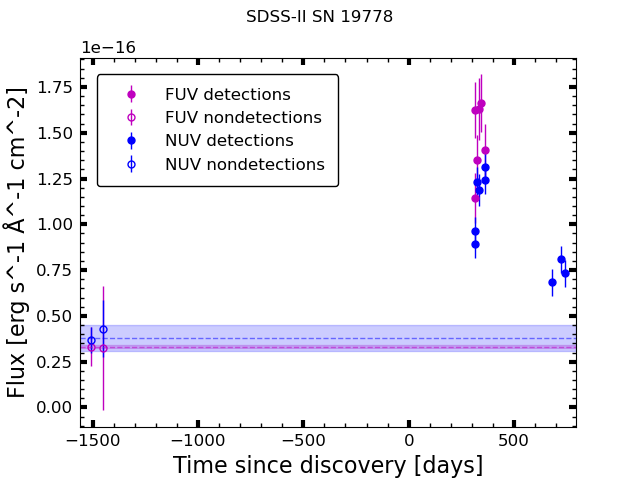 SDSS-II SN 19778
1e−16
FUV detections
FUV nondetections
NUV detections
NUV nondetections
1.75
1.50
1.25
1.00
0.75
0.50
0.25
0.00
Flux [erg s^-1 Å^-1 cm^-2]
−1500
−1000
−500
0
500
Time since discovery [days]